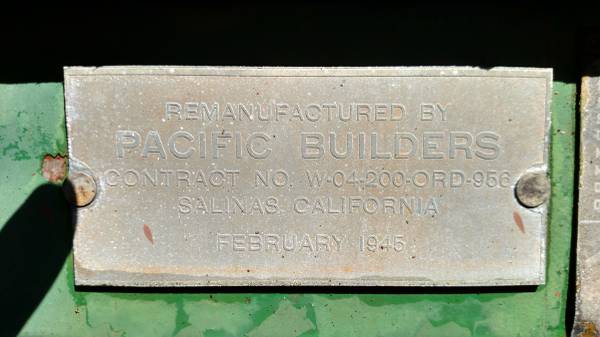 REMANUFACTURED BY
PACIFIC BUILDERS
CONTRACT NO. W-04-200-ORD-956
SALINAS, CALIFORNIA
FEBRUARY 1945